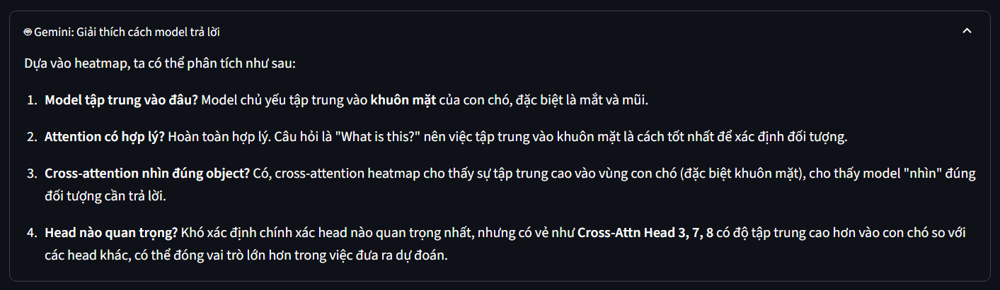 Gemini: Giải thích cách model trả lời
Dựa vào heatmap, ta có thể phân tích như sau:
1. Model tập trung vào đâu? Model chủ yếu tập trung vào khuôn mặt của con chó, đặc biệt là mắt và mũi.
2. Attention có hợp lý? Hoàn toàn hợp lý. Câu hỏi là "What is this?" nên việc tập trung vào khuôn mặt là cách tốt nhất để xác định đối tượng.
3. Cross-attention nhìn đúng object? Có, cross-attention heatmap cho thấy sự tập trung cao vào vùng con chó (đặc biệt khuôn mặt), cho thấy model "nhìn" đúng
đối tượng cần trả lời.
4. Head nào quan trọng? Khó xác định chính xác head nào quan trọng nhất, nhưng có vẻ như Cross-Attn Head 3, 7, 8 có độ tập trung cao hơn vào con chó so với
các head khác, có thể đóng vai trò lớn hơn trong việc đưa ra dự đoán.